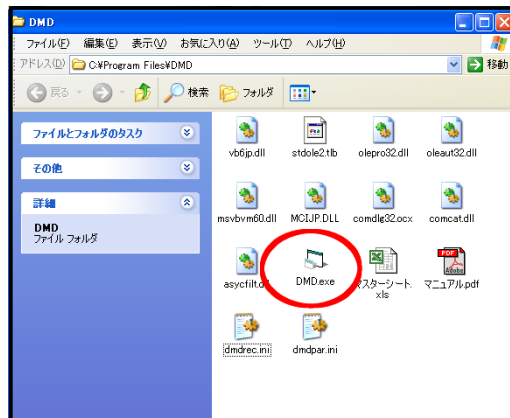 DMD
ファイル(F) 編集(E) 表示(V) お気に入り(A) ツール(T) ヘルプ(H)
アドレス(D) C:¥Program Files¥DMD 移動
戻る 検索 フォルダ
ファイルとフォルダのタスク
その他
詳細
DMD
ファイル フォルダ
vb6jp.dll stdole2.tlb olepro32.dll oleaut32.dll
msvbvm60.dll MCIJP.DLL comdlg32.ocx comcat.dll
asycfilt.dll DMD.exe マスターシート.
xls
マニュアル.pdf
dmdrec.ini dmdpar.ini
PDF
Adobe